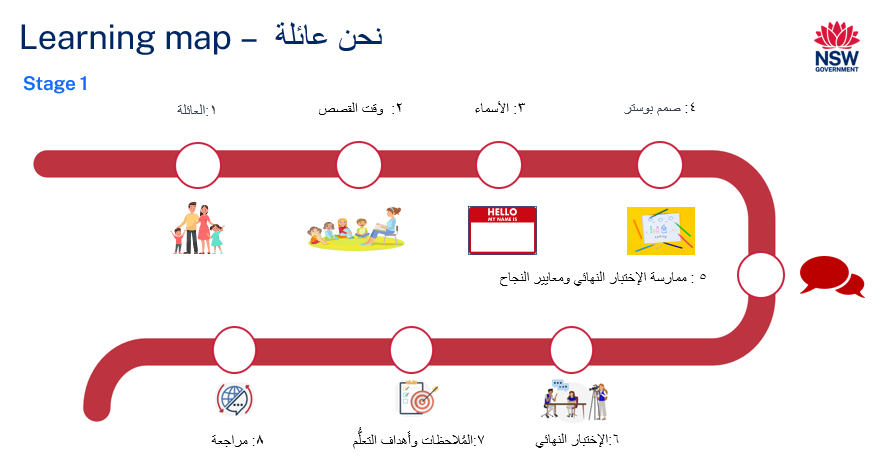 Learning map – نحن عائلة
NSW
GOVERNMENT
Stage 1
١:العائلة
٢: وقت القصص
٣: الأسماء
٤: صمم بوستر
HELLO
MY NAME IS
٥ : ممارسة الإختبار النهائي ومعايير النجاح
٦:الإختبار النهائي
٧:المُلاحظات وأهداف التعلُّم
٨: مراجعة